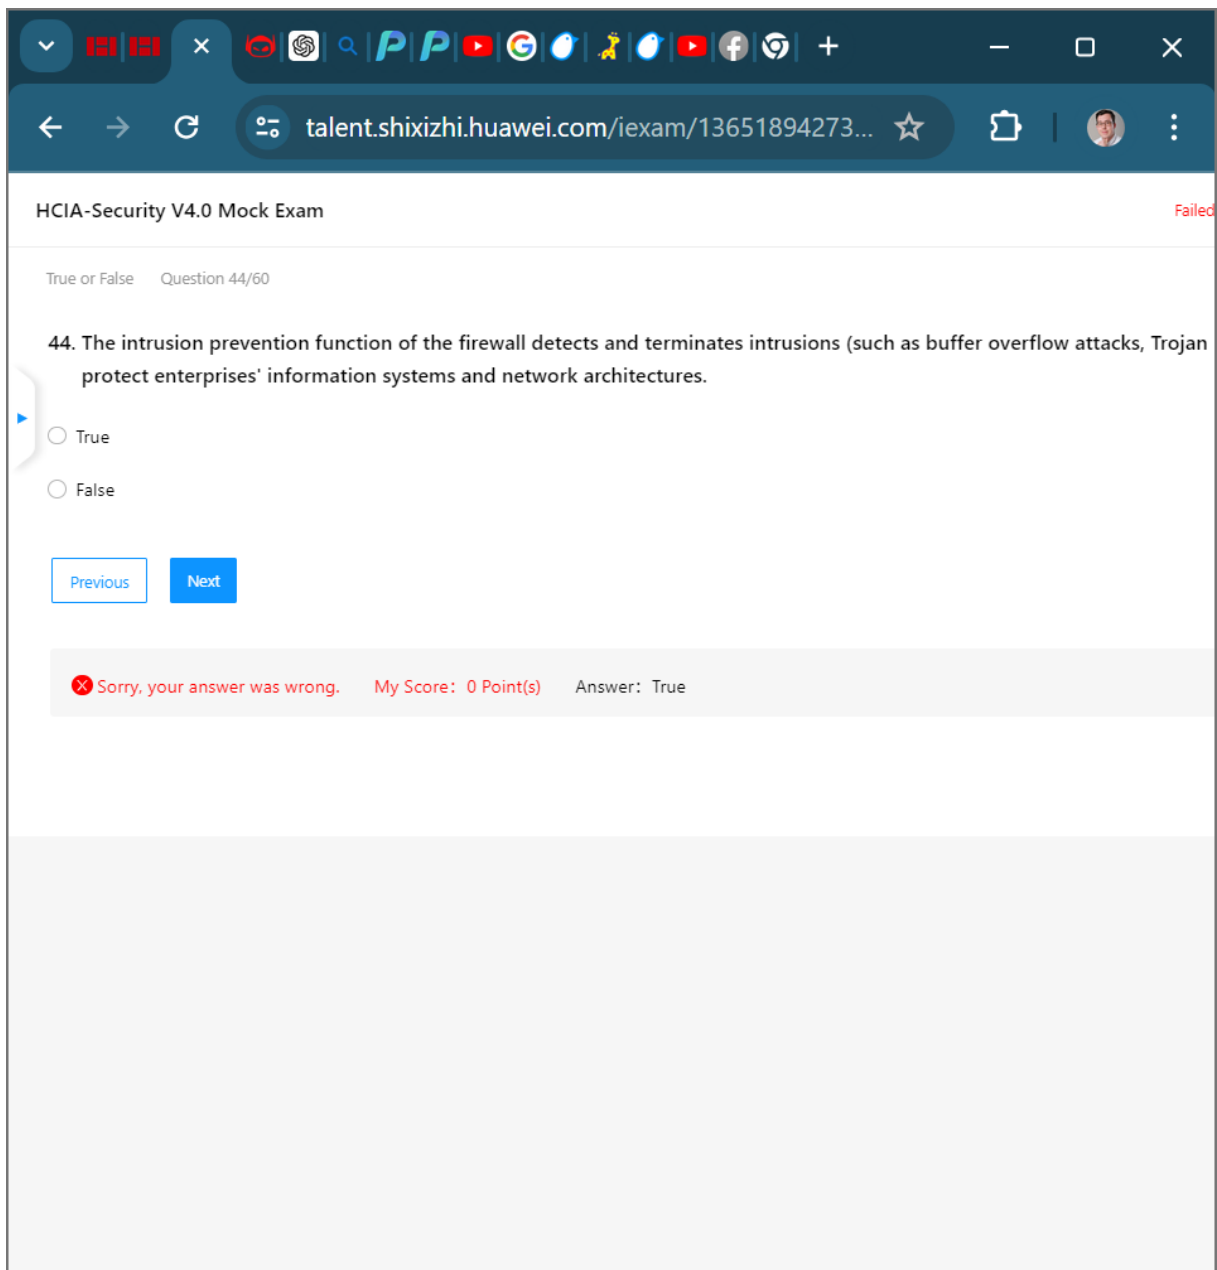 talent.shixizhi.huawei.com/iexam/13651894273...
HCIA-Security V4.0 Mock Exam
Failed
True or False Question 44/60
44. The intrusion prevention function of the firewall detects and terminates intrusions (such as buffer overflow attacks, Trojan
protect enterprises' information systems and network architectures.
True
False
Previous Next
Sorry, your answer was wrong. My Score: 0 Point(s) Answer: True